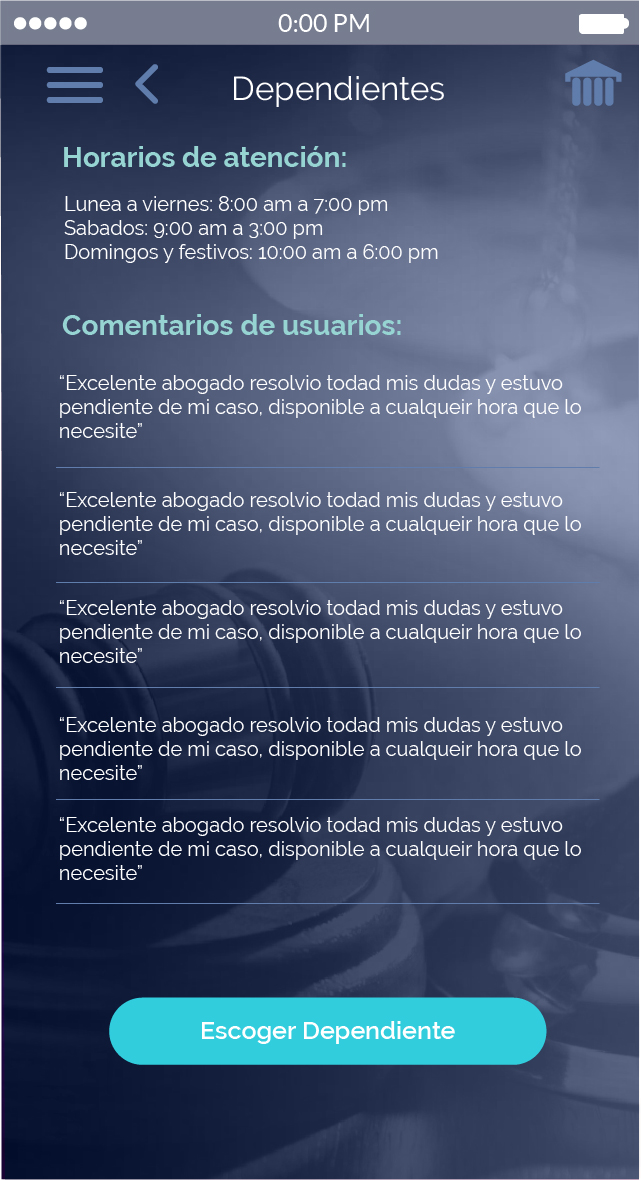 0:00 PM
Dependientes
Horarios de atención:
Lunea a viernes: 8:00 am a 7:00 pm
Sabados: 9:00 am a 3:00 pm
Domingos y festivos: 10:00 am a 6:00 pm
Comentarios de usuarios:
“Excelente abogado resolvio todad mis dudas y estuvo
pendiente de mi caso, disponible a cualqueir hora que lo
necesite”
“Excelente abogado resolvio todad mis dudas y estuvo
pendiente de mi caso, disponible a cualqueir hora que lo
necesite”
“Excelente abogado resolvio todad mis dudas y estuvo
pendiente de mi caso, disponible a cualqueir hora que lo
necesite”
“Excelente abogado resolvio todad mis dudas y estuvo
pendiente de mi caso, disponible a cualqueir hora que lo
necesite”
“Excelente abogado resolvio todad mis dudas y estuvo
pendiente de mi caso, disponible a cualqueir hora que lo
necesite”
Escoger Dependiente